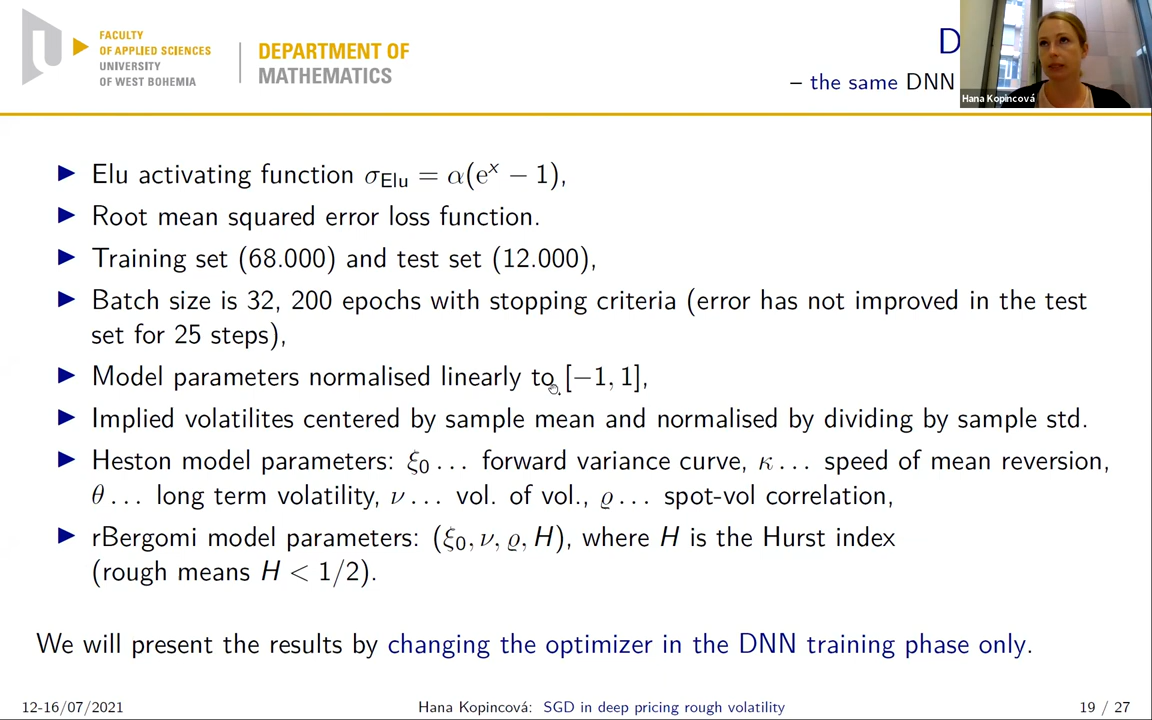 FACULTY
OF APPLIED SCIENCES
UNIVERSITY
OF WEST BOHEMIA
DEPARTMENT OF
MATHEMATICS
D
– the same DNN
Hana Kopincová
▶ Elu activating function σ_Elu = α(e^x − 1),
▶ Root mean squared error loss function.
▶ Training set (68.000) and test set (12.000),
▶ Batch size is 32, 200 epochs with stopping criteria (error has not improved in the test
set for 25 steps),
▶ Model parameters normalised linearly to [−1, 1],
▶ Implied volatilites centered by sample mean and normalised by dividing by sample std.
▶ Heston model parameters: ξ₀ … forward variance curve, κ … speed of mean reversion,
θ … long term volatility, ν … vol. of vol., ϱ … spot-vol correlation,
▶ rBergomi model parameters: (ξ₀, ν, ϱ, H), where H is the Hurst index
(rough means H < 1/2).
We will present the results by changing the optimizer in the DNN training phase only.
12-16/07/2021 Hana Kopincová: SGD in deep pricing rough volatility 19 / 27